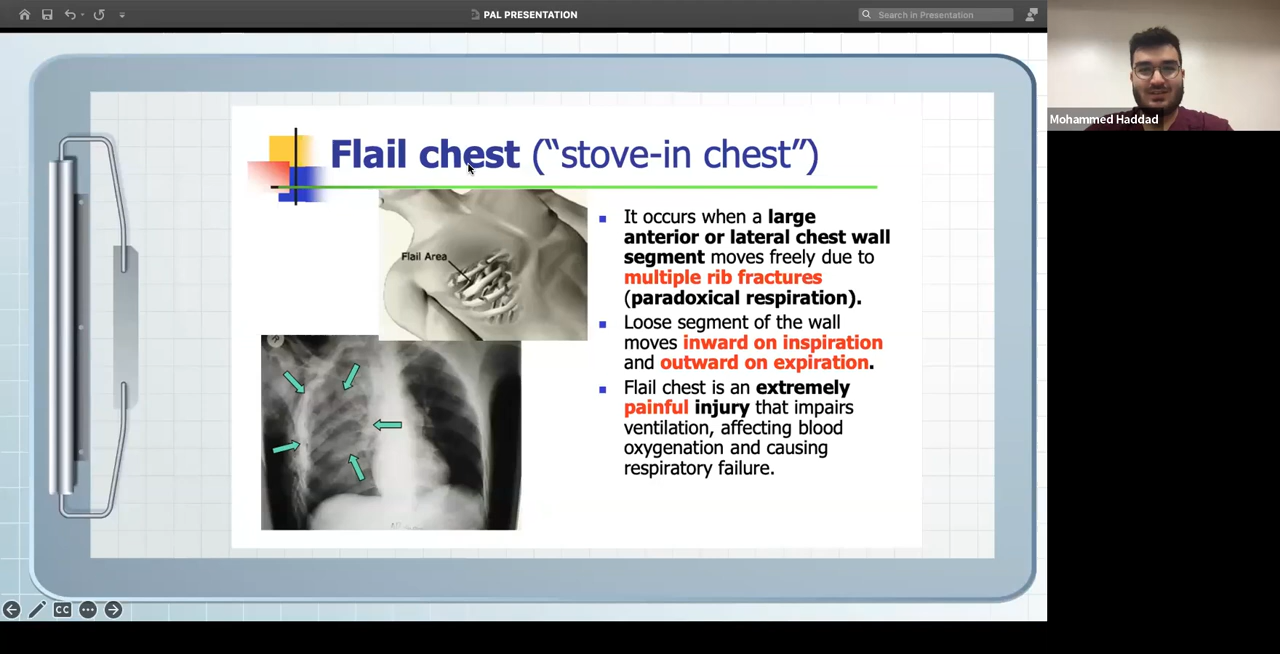 PAL PRESENTATION
Search in Presentation
Mohammed Haddad
Flail chest (“stove-in chest”)
Flail Area
It occurs when a large
anterior or lateral chest wall
segment moves freely due to
multiple rib fractures
(paradoxical respiration).
Loose segment of the wall
moves inward on inspiration
and outward on expiration.
Flail chest is an extremely
painful injury that impairs
ventilation, affecting blood
oxygenation and causing
respiratory failure.
CC